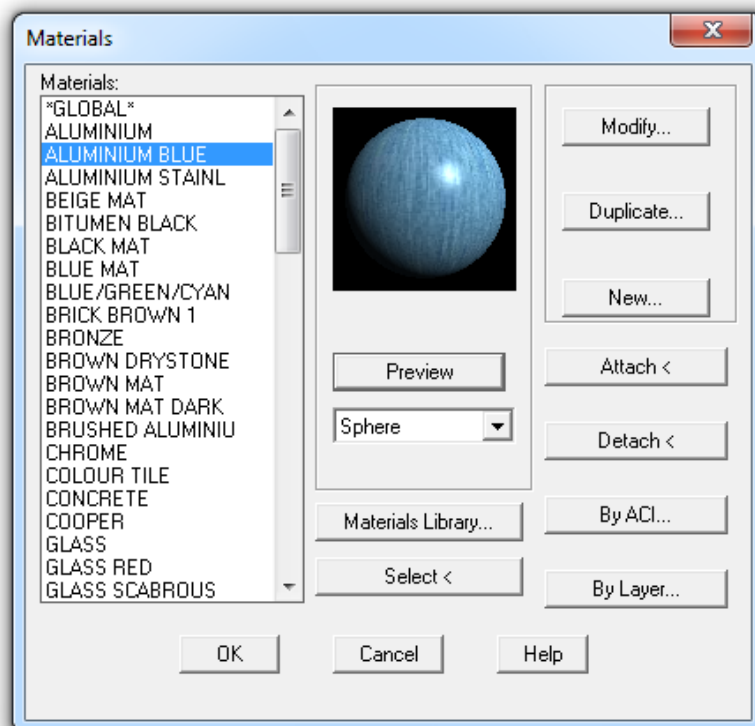 Materials
Materials:
*GLOBAL*
ALUMINIUM
ALUMINIUM BLUE
ALUMINIUM STAINL
BEIGE MAT
BITUMEN BLACK
BLACK MAT
BLUE MAT
BLUE/GREEN/CYAN
BRICK BROWN 1
BRONZE
BROWN DRYSTONE
BROWN MAT
BROWN MAT DARK
BRUSHED ALUMINIU
CHROME
COLOUR TILE
CONCRETE
COOPER
GLASS
GLASS RED
GLASS SCABROUS
Preview
Sphere
Materials Library...
Select <
Modify...
Duplicate...
New...
Attach <
Detach <
By ACI...
By Layer...
OK
Cancel
Help